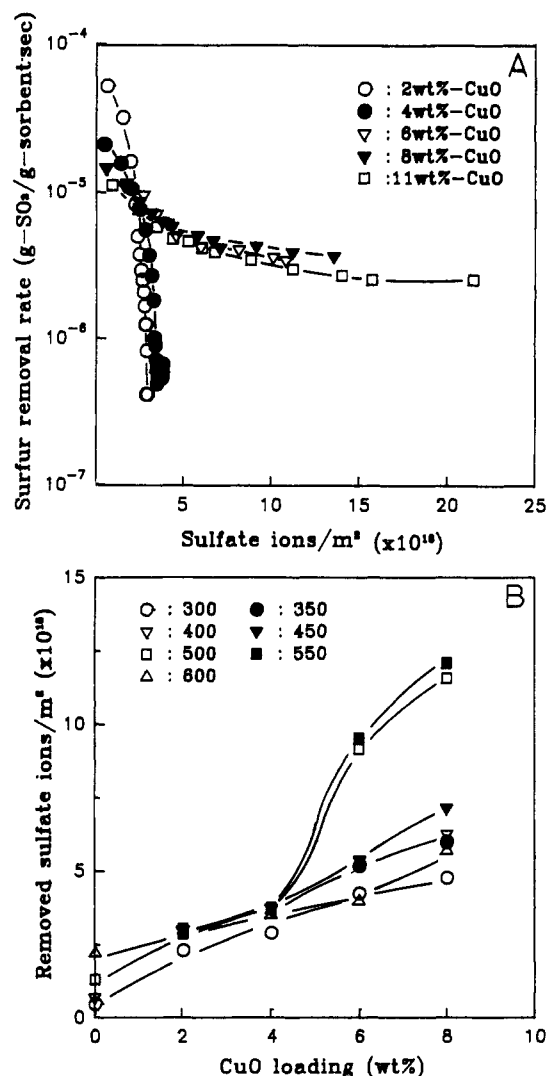 A
10⁻⁴
10⁻⁵
10⁻⁶
10⁻⁷
Surfur removal rate (g-SO₂/g-sorbent·sec)
○ : 2wt%-CuO
● : 4wt%-CuO
▽ : 6wt%-CuO
▼ : 8wt%-CuO
□ : 11wt%-CuO
5 10 15 20 25
Sulfate ions/m² (x10¹⁸)
B
15
10
5
0
Removed sulfate ions/m² (x10¹⁸)
○ : 300 ● : 350
▽ : 400 ▼ : 450
□ : 500 ■ : 550
△ : 600
0 2 4 6 8 10
CuO loading (wt%)